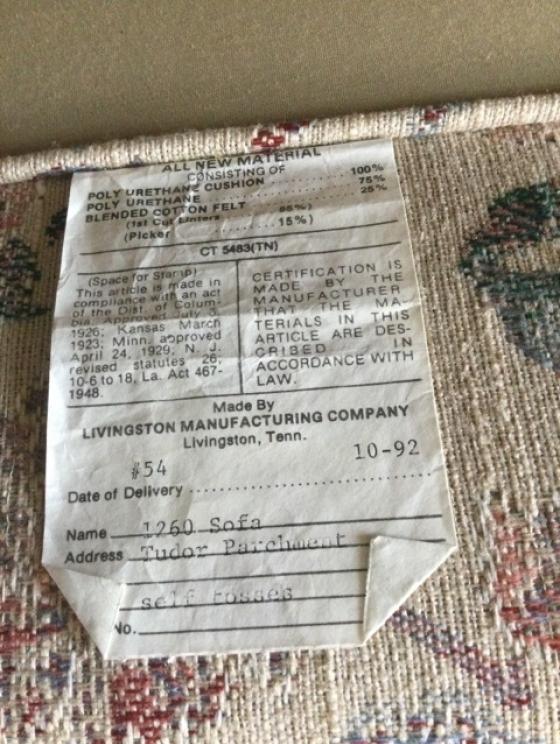 ALL NEW MATERIAL
CONSISTING OF
POLY URETHANE CUSHION ........... 100%
POLY URETHANE ........... 75%
BLENDED COTTON FELT ........... 25%
(1st Cut Linters ........ 85%)
(Picker ........... 15%)
CT 5483(TN)
(Space for Stamp)
This article is made in
compliance with an act
of the Dist. of Colum-
bia Approved July 3,
1926; Kansas March
1923; Minn. approved
April 24, 1929, N. J.
revised statutes 26,
10-6 to 18, La. Act 467-
1948.
CERTIFICATION IS
MADE BY THE
MANUFACTURER
THAT THE MA-
TERIALS IN THIS
ARTICLE ARE DES-
CRIBED IN
ACCORDANCE WITH
LAW.
Made By
LIVINGSTON MANUFACTURING COMPANY
Livingston, Tenn.
#54 10-92
Date of Delivery ........................
Name 1260 Sofa
Address Tudor Parchment
self tosses
No.